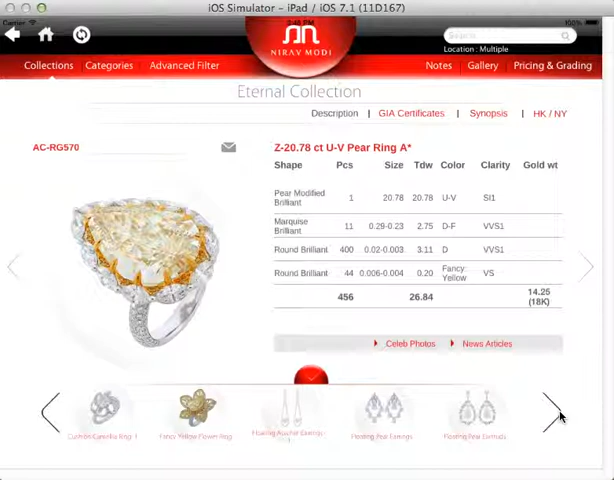 iOS Simulator – iPad / iOS 7.1 (11D167)
Carrier
100%
Search
NIRAV MODI
Location : Multiple
Collections Categories Advanced Filter Notes Gallery Pricing & Grading
Eternal Collection
Description | GIA Certificates | Synopsis | HK / NY
AC-RG570
Z-20.78 ct U-V Pear Ring A*
Shape Pcs Size Tdw Color Clarity Gold wt
Pear Modified Brilliant 1 20.78 20.78 U-V SI1
Marquise Brilliant 11 0.29-0.23 2.75 D-F VVS1
Round Brilliant 400 0.02-0.003 3.11 D VVS1
Round Brilliant 44 0.006-0.004 0.20 Fancy: Yellow VS
456 26.84 14.25 (18K)
Celeb Photos News Articles
Fancy Yellow Flower Ring
Floating Pear Earrings
Floating Pear Earrings